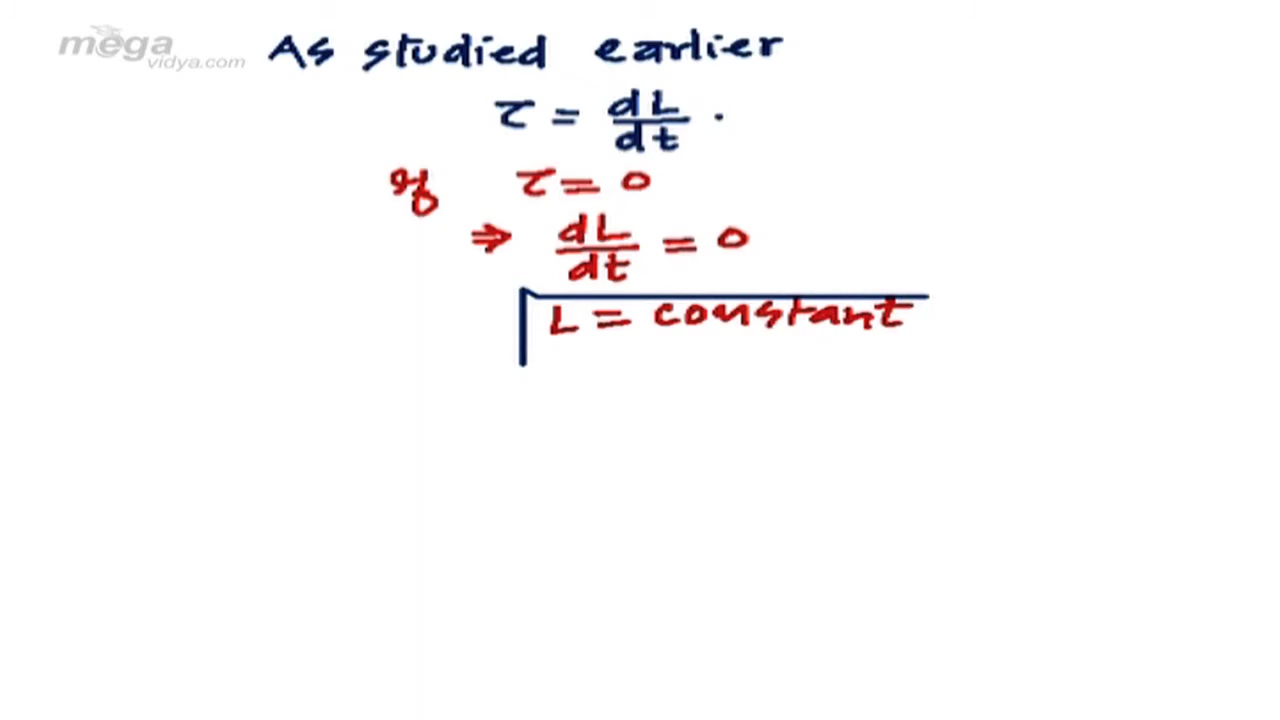 mega
vidya.com
As studied earlier
τ = dL/dt .
If τ = 0
⇒ dL/dt = 0
L = constant